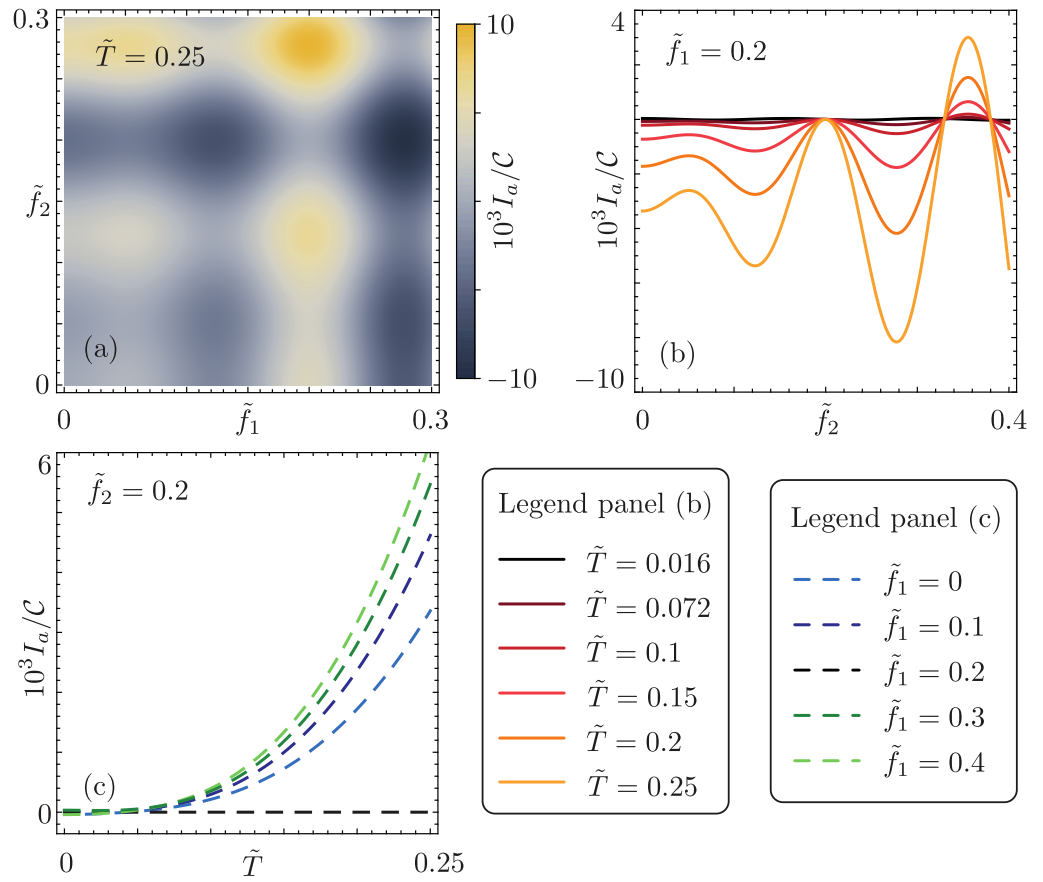 0.3
T̃ = 0.25
f̃₂
(a)
0
0
f̃₁
0.3
10
10³Iₐ/𝒞
−10
4
f̃₁ = 0.2
10³Iₐ/𝒞
(b)
−10
0
f̃₂
0.4
6
f̃₂ = 0.2
10³Iₐ/𝒞
(c)
0
0
T̃
0.25
Legend panel (b)
T̃ = 0.016
T̃ = 0.072
T̃ = 0.1
T̃ = 0.15
T̃ = 0.2
T̃ = 0.25
Legend panel (c)
f̃₁ = 0
f̃₁ = 0.1
f̃₁ = 0.2
f̃₁ = 0.3
f̃₁ = 0.4